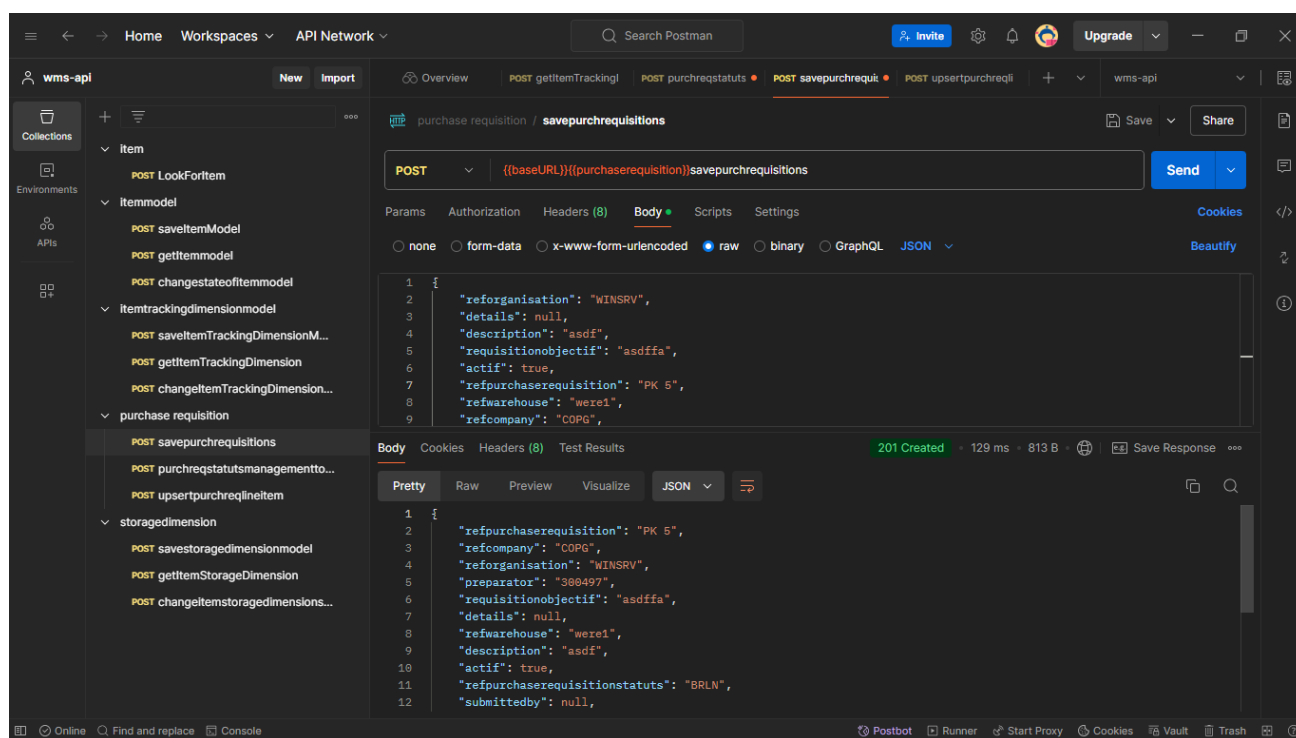 Home Workspaces API Network Search Postman Invite Upgrade
wms-api New Import Overview POST getItemTrackingI POST purchreqstatuts POST savepurchrequis POST upsertpurchreqli wms-api
Collections
Environments
APIs
item
POST LookForItem
itemmodel
POST saveItemModel
POST getItemmodel
POST changestateofitemmodel
itemtrackingdimensionmodel
POST saveItemTrackingDimensionM...
POST getItemTrackingDimension
POST changeItemTrackingDimension...
purchase requisition
POST savepurchrequisitions
POST purchreqstatutsmanagementto...
POST upsertpurchreqlineitem
storagedimension
POST savestoragedimensionmodel
POST getItemStorageDimension
POST changeitemstoragedimensions...
HTTP purchase requisition / savepurchrequisitions Save Share
POST {{baseURL}}{{purchaserequisition}}savepurchrequisitions Send
Params Authorization Headers (8) Body Scripts Settings Cookies
none form-data x-www-form-urlencoded raw binary GraphQL JSON Beautify
1 {
2 "reforganisation": "WINSRV",
3 "details": null,
4 "description": "asdf",
5 "requisitionobjectif": "asdffa",
6 "actif": true,
7 "refpurchaserequisition": "PK 5",
8 "refwarehouse": "were1",
9 "refcompany": "COPG",
Body Cookies Headers (8) Test Results 201 Created 129 ms 813 B e.g. Save Response
Pretty Raw Preview Visualize JSON
1 {
2 "refpurchaserequisition": "PK 5",
3 "refcompany": "COPG",
4 "reforganisation": "WINSRV",
5 "preparator": "300497",
6 "requisitionobjectif": "asdffa",
7 "details": null,
8 "refwarehouse": "were1",
9 "description": "asdf",
10 "actif": true,
11 "refpurchaserequisitionstatuts": "BRLN",
12 "submittedby": null,
Online Find and replace Console Postbot Runner Start Proxy Cookies Vault Trash